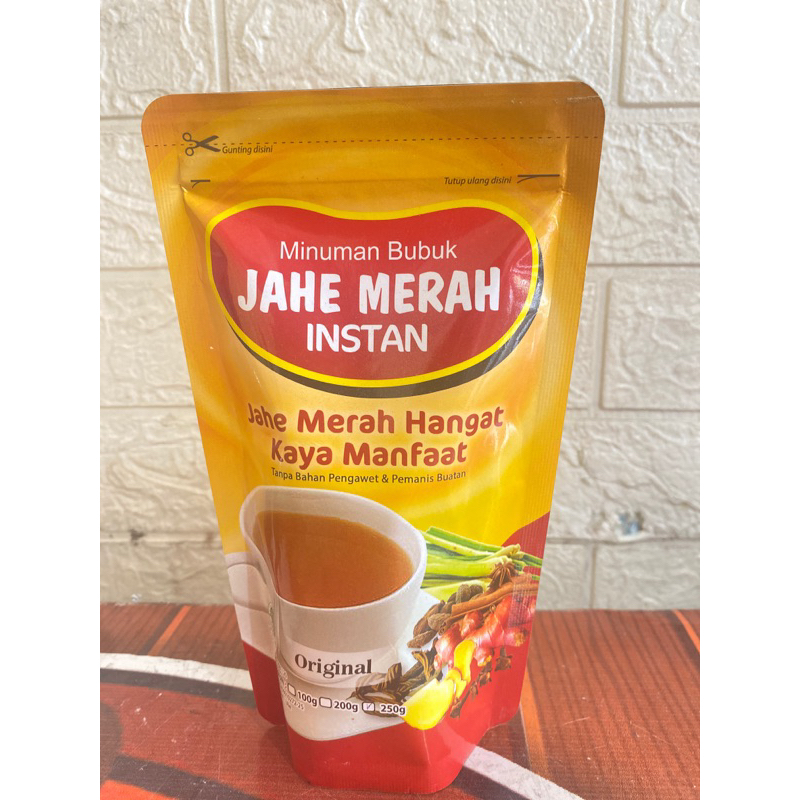 Gunting disini
Tutup ulang disini
Minuman Bubuk
JAHE MERAH
INSTAN
Jahe Merah Hangat
Kaya Manfaat
Tanpa Bahan Pengawet & Pemanis Buatan
Original
100g 200g 250g